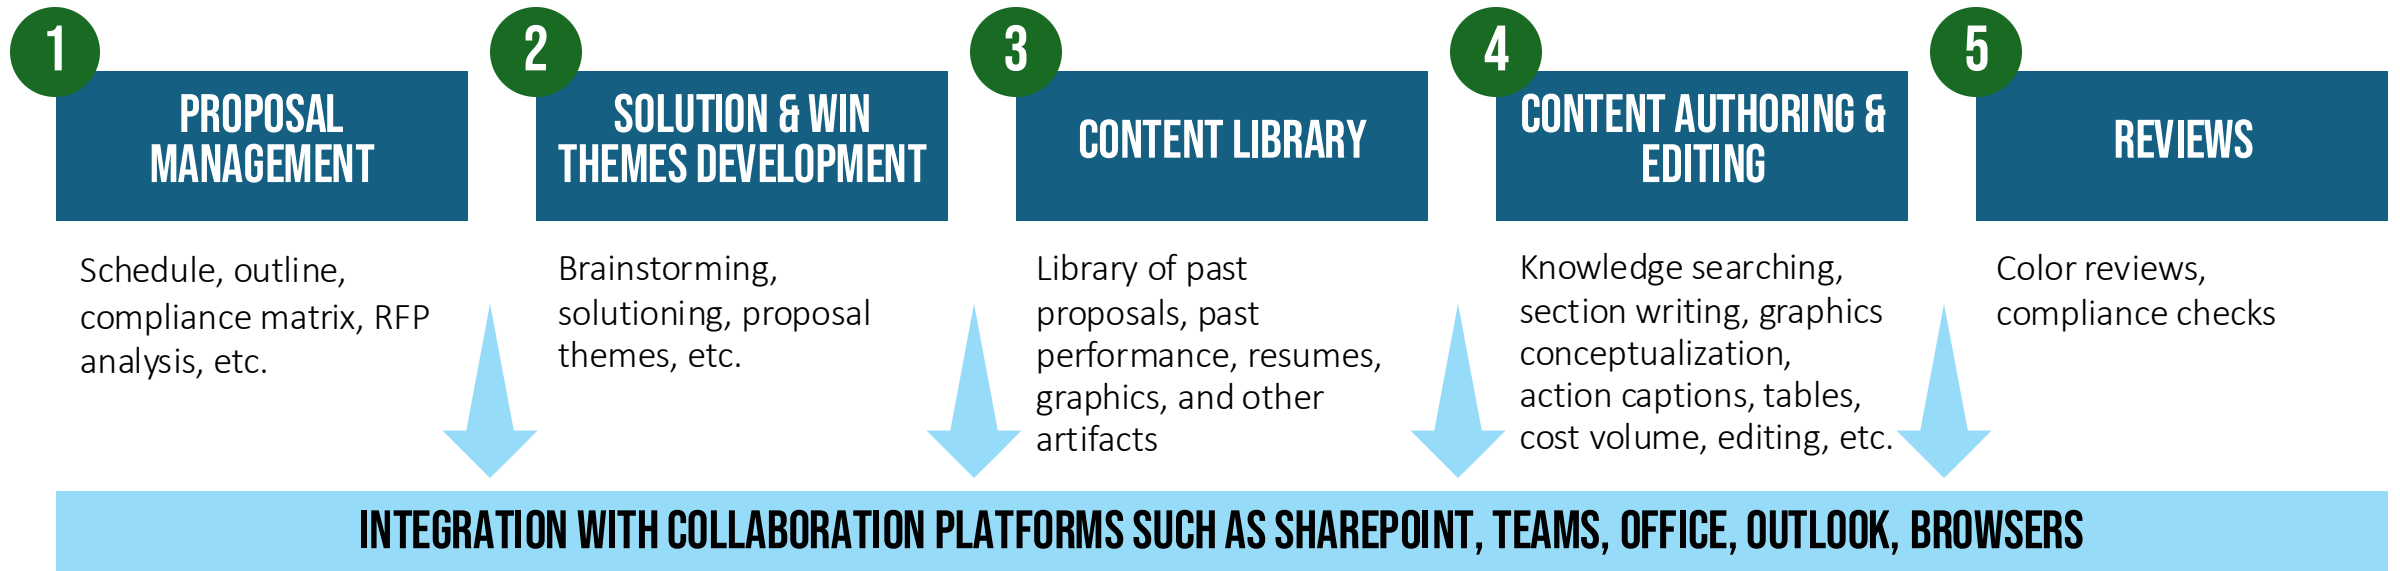 1
PROPOSAL
MANAGEMENT
Schedule, outline,
compliance matrix, RFP
analysis, etc.
2
SOLUTION & WIN
THEMES DEVELOPMENT
Brainstorming,
solutioning, proposal
themes, etc.
3
CONTENT LIBRARY
Library of past
proposals, past
performance, resumes,
graphics, and other
artifacts
4
CONTENT AUTHORING &
EDITING
Knowledge searching,
section writing, graphics
conceptualization,
action captions, tables,
cost volume, editing, etc.
5
REVIEWS
Color reviews,
compliance checks
INTEGRATION WITH COLLABORATION PLATFORMS SUCH AS SHAREPOINT, TEAMS, OFFICE, OUTLOOK, BROWSERS